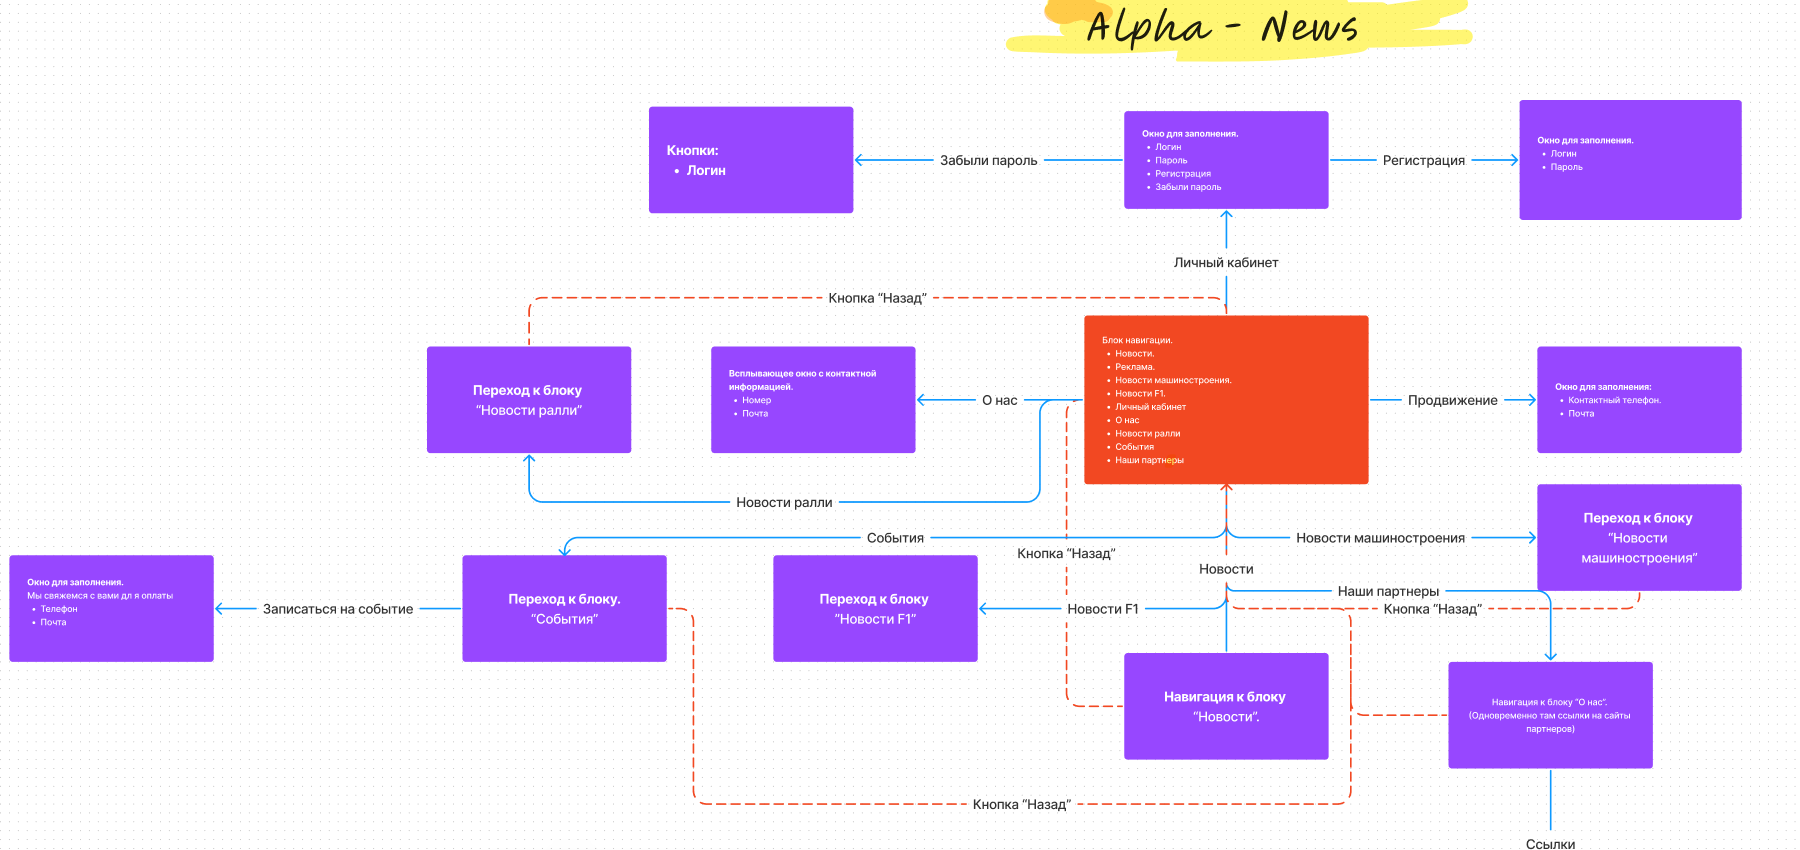 Alpha - News
Кнопки:
• Логин
Забыли пароль
Окно для заполнения.
• Логин
• Пароль
• Регистрация
• Забыли пароль
Регистрация
Окно для заполнения.
• Логин
• Пароль
Личный кабинет
Кнопка “Назад”
Переход к блоку
“Новости ралли”
Всплывающее окно с контактной
информацией.
• Номер
• Почта
О нас
Блок навигации.
• Новости.
• Реклама.
• Новости машиностроения.
• Новости F1.
• Личный кабинет
• О нас
• Новости ралли
• События
• Наши партнеры
Продвижение
Окно для заполнения:
• Контактный телефон.
• Почта
Новости ралли
События
Кнопка “Назад”
Новости машиностроения
Переход к блоку
“Новости
машиностроения”
Новости
Окно для заполнения.
Мы свяжемся с вами дл я оплаты
• Телефон
• Почта
Записаться на событие
Переход к блоку.
“События”
Переход к блоку
“Новости F1”
Новости F1
Наши партнеры
Кнопка “Назад”
Навигация к блоку
“Новости”.
Навигация к блоку “О нас”.
(Одновременно там ссылки на сайты
партнеров)
Кнопка “Назад”
Ссылки